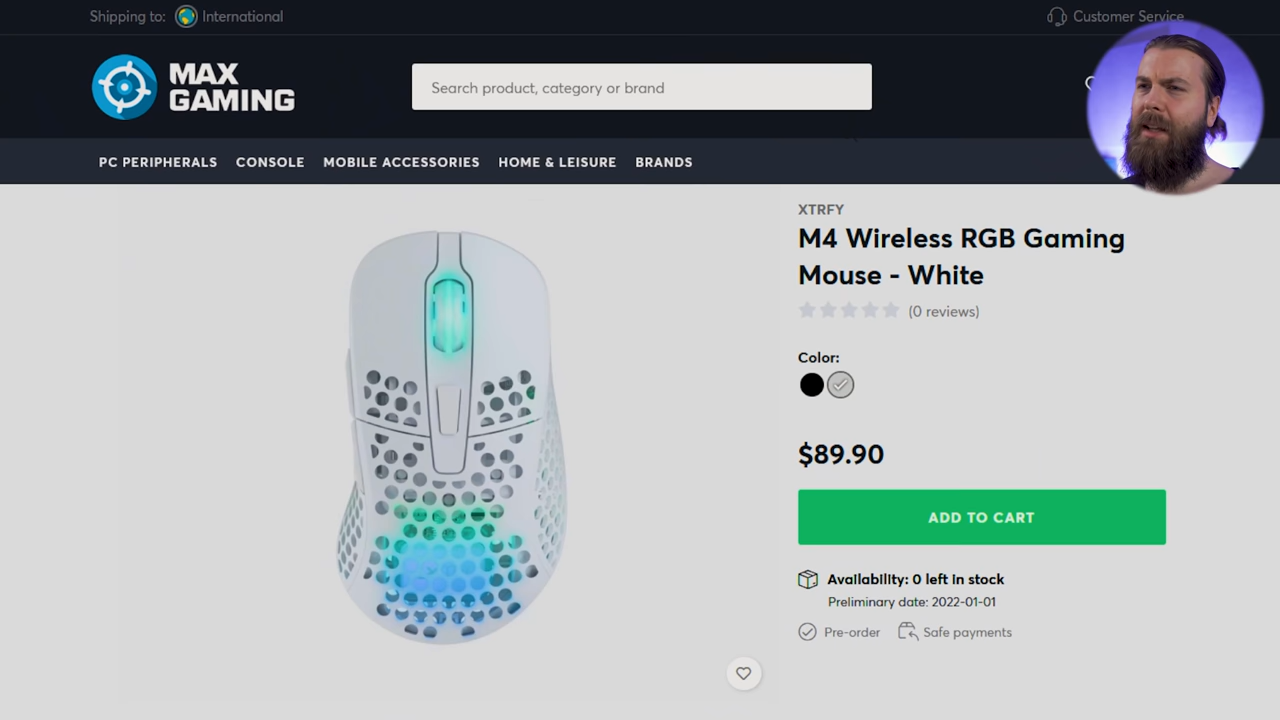 Shipping to: International
Customer Service
MAX
GAMING
Search product, category or brand
PC PERIPHERALS CONSOLE MOBILE ACCESSORIES HOME & LEISURE BRANDS
XTRFY
M4 Wireless RGB Gaming
Mouse - White
(0 reviews)
Color:
$89.90
ADD TO CART
Availability: 0 left in stock
Preliminary date: 2022-01-01
Pre-order Safe payments